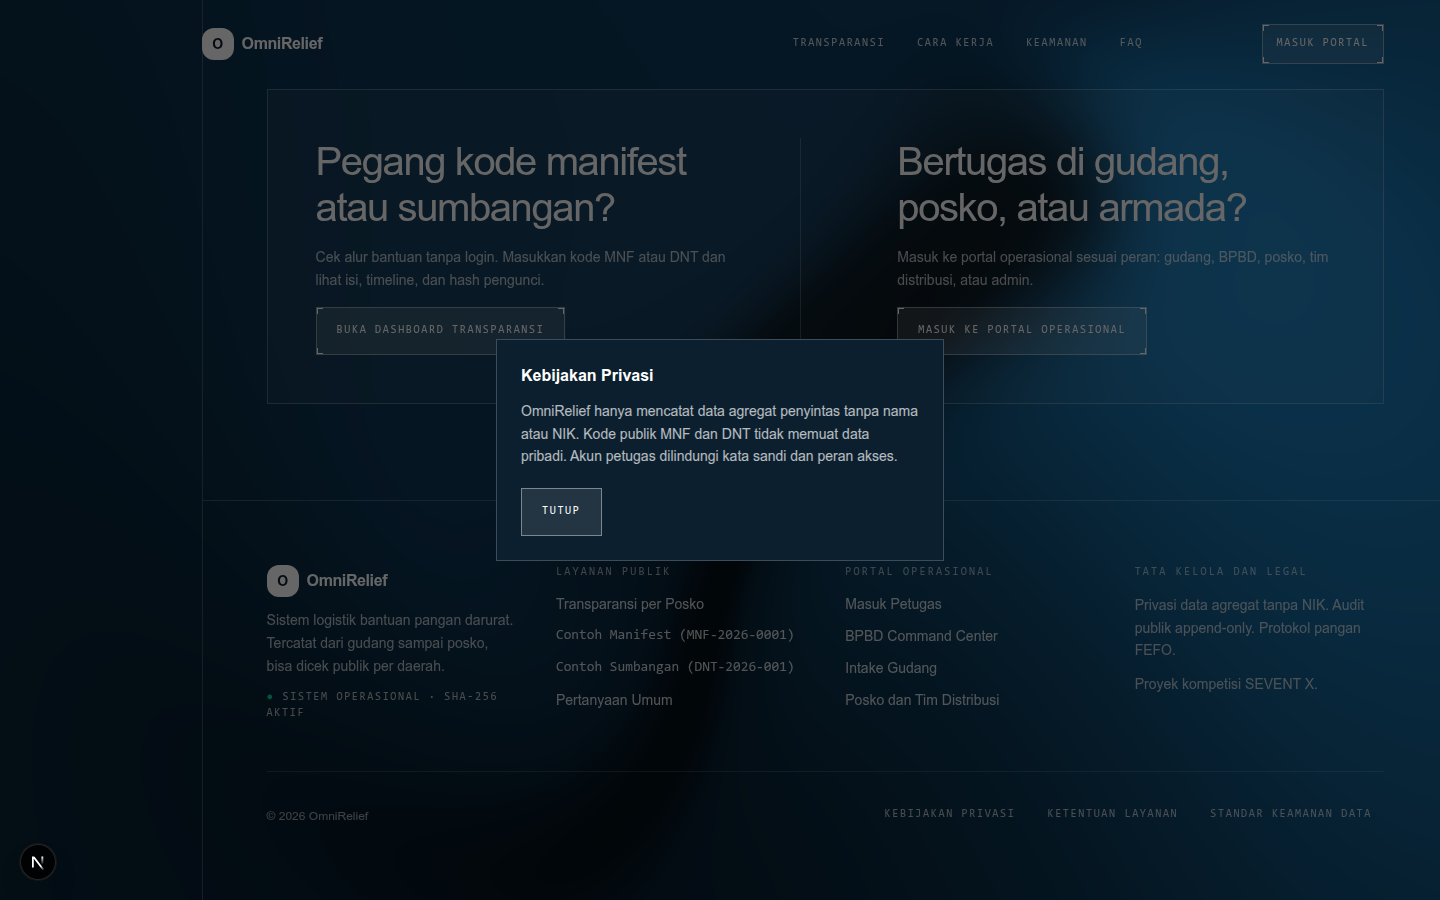 O OmniRelief
TRANSPARANSI CARA KERJA KEAMANAN FAQ
MASUK PORTAL
Pegang kode manifest
atau sumbangan?
Cek alur bantuan tanpa login. Masukkan kode MNF atau DNT dan
lihat isi, timeline, dan hash pengunci.
BUKA DASHBOARD TRANSPARANSI
Bertugas di gudang,
posko, atau armada?
Masuk ke portal operasional sesuai peran: gudang, BPBD, posko, tim
distribusi, atau admin.
MASUK KE PORTAL OPERASIONAL
Kebijakan Privasi
OmniRelief hanya mencatat data agregat penyintas tanpa nama
atau NIK. Kode publik MNF dan DNT tidak memuat data
pribadi. Akun petugas dilindungi kata sandi dan peran akses.
TUTUP
O OmniRelief
Sistem logistik bantuan pangan darurat.
Tercatat dari gudang sampai posko,
bisa dicek publik per daerah.
● SISTEM OPERASIONAL · SHA-256
AKTIF
LAYANAN PUBLIK
Transparansi per Posko
Contoh Manifest (MNF-2026-0001)
Contoh Sumbangan (DNT-2026-001)
Pertanyaan Umum
PORTAL OPERASIONAL
Masuk Petugas
BPBD Command Center
Intake Gudang
Posko dan Tim Distribusi
TATA KELOLA DAN LEGAL
Privasi data agregat tanpa NIK. Audit
publik append-only. Protokol pangan
FEFO.
Proyek kompetisi SEVENT X.
© 2026 OmniRelief
KEBIJAKAN PRIVASI KETENTUAN LAYANAN STANDAR KEAMANAN DATA
N